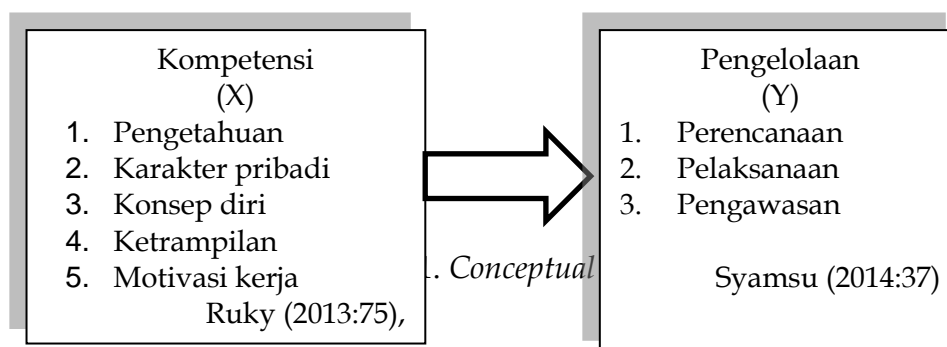 Kompetensi
(X)
1. Pengetahuan
2. Karakter pribadi
3. Konsep diri
4. Ketrampilan
5. Motivasi kerja
Ruky (2013:75),
. Conceptual
Pengelolaan
(Y)
1. Perencanaan
2. Pelaksanaan
3. Pengawasan
Syamsu (2014:37)